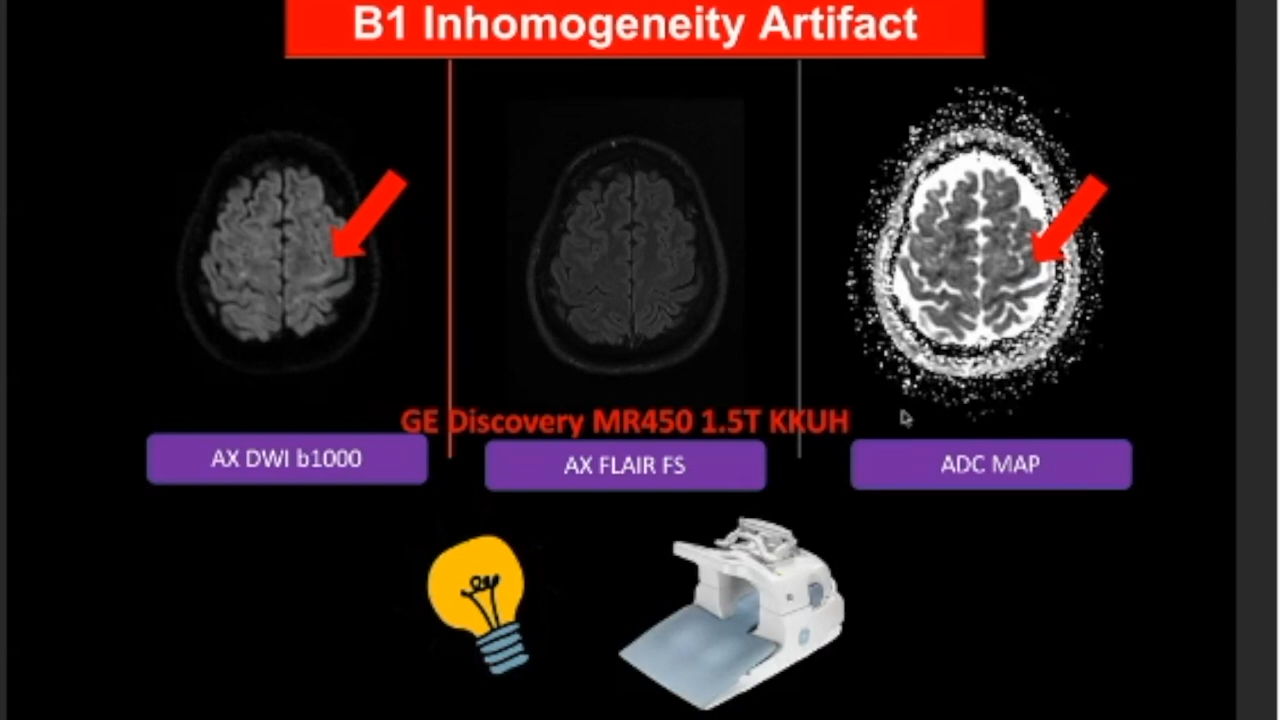 B1 Inhomogeneity Artifact
GE Discovery MR450 1.5T KKUH
AX DWI b1000
AX FLAIR FS
ADC MAP